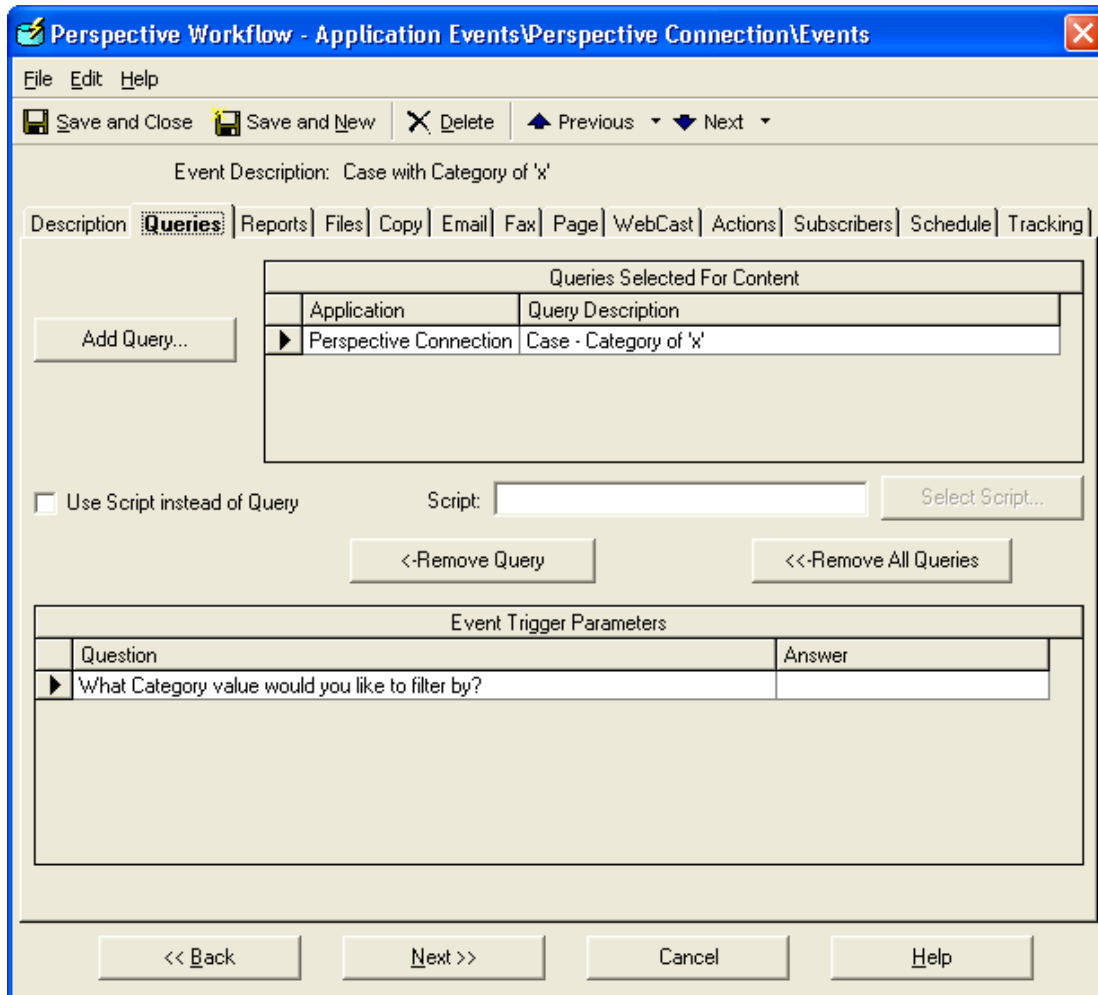 Perspective Workflow - Application Events\Perspective Connection\Events
File Edit Help
Save and Close Save and New Delete Previous Next
Event Description: Case with Category of 'x'
Description Queries Reports Files Copy Email Fax Page WebCast Actions Subscribers Schedule Tracking
Queries Selected For Content
Application Query Description
Add Query... Perspective Connection Case - Category of 'x'
Use Script instead of Query Script: Select Script...
<-Remove Query <<-Remove All Queries
Event Trigger Parameters
Question Answer
What Category value would you like to filter by?
<< Back Next >> Cancel Help